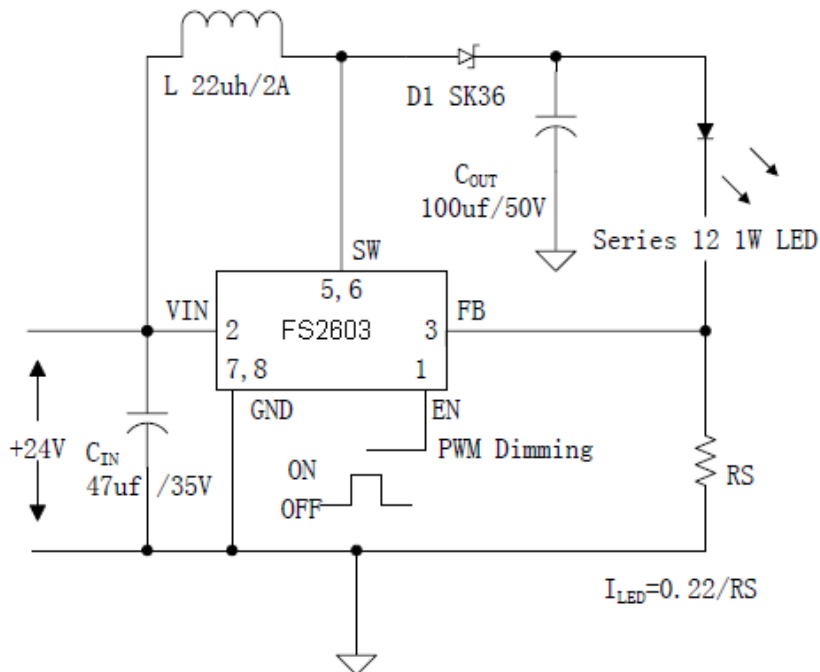 L 22uh/2A
D1 SK36
COUT
100uf/50V
Series 12 1W LED
SW
5,6
VIN
2
FS2603
3
FB
7,8
1
GND
EN
+24V
CIN
47uf /35V
PWM Dimming
ON
OFF
RS
ILED=0.22/RS